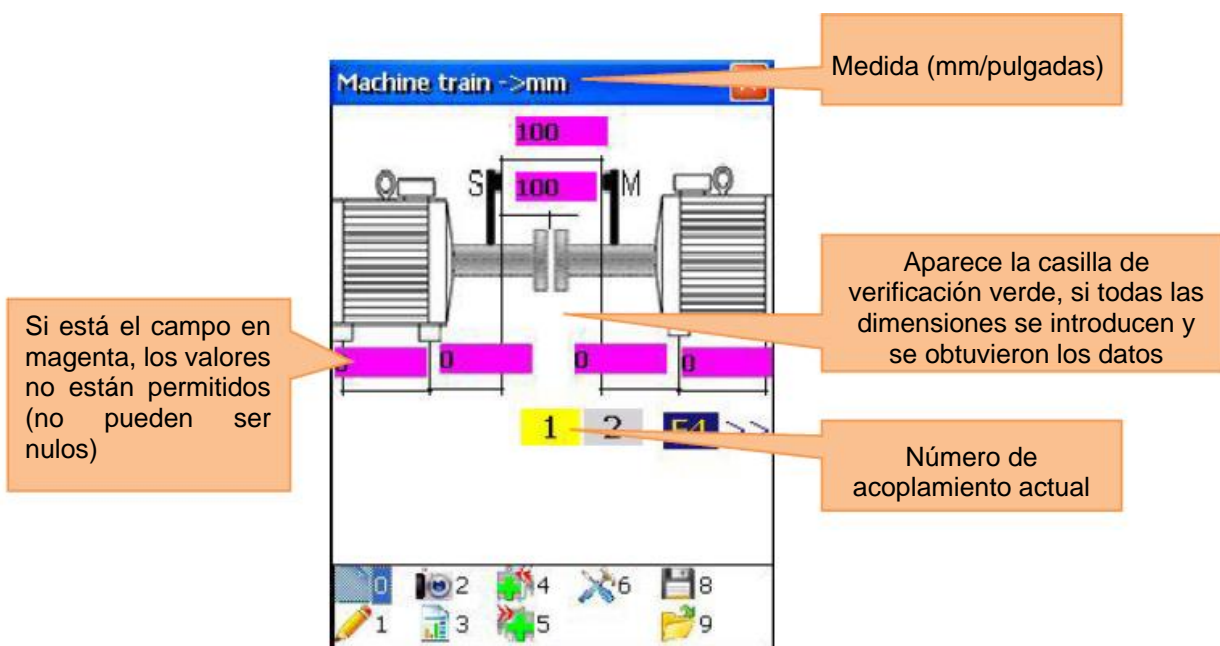 Medida (mm/pulgadas)
Machine train ->mm
100
S
100
M
Aparece la casilla de
verificación verde, si todas las
dimensiones se introducen y
se obtuvieron los datos
Si está el campo en
magenta, los valores
no están permitidos
(no pueden ser
nulos)
0
0
0
0
1
2
F4
>>
Número de
acoplamiento actual
0
2
4
6
8
1
3
5
9